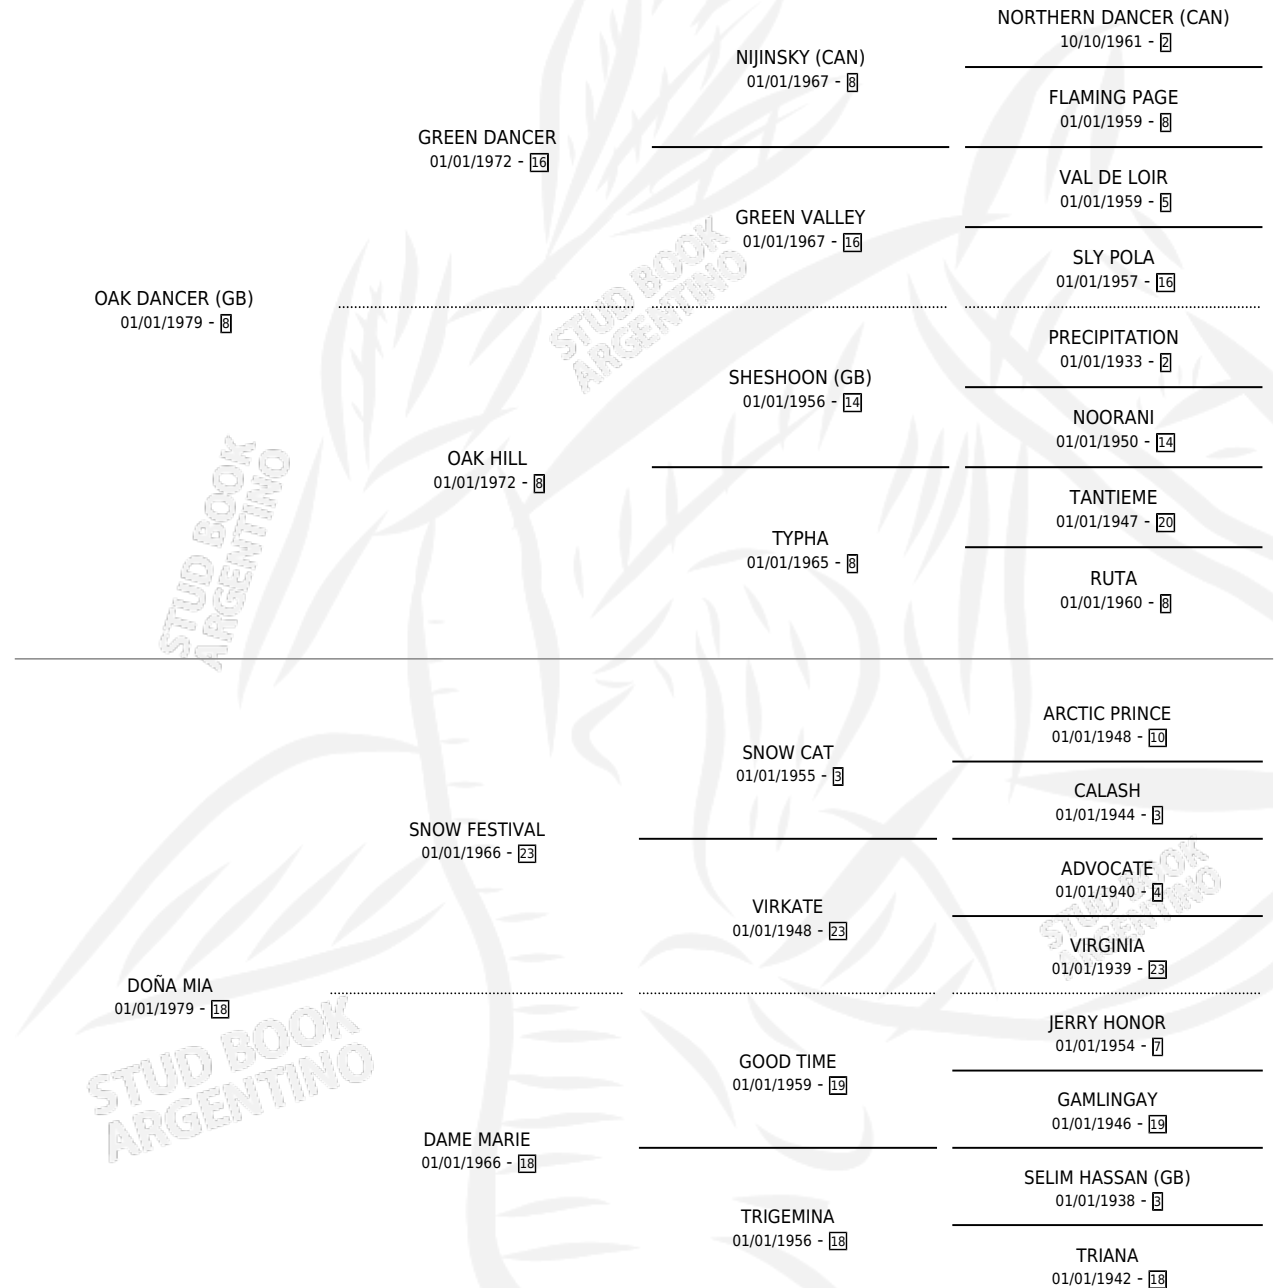 NORTHERN DANCER (CAN)
10/10/1961 - 2
NIJINSKY (CAN)
01/01/1967 - 8
FLAMING PAGE
01/01/1959 - 8
GREEN DANCER
01/01/1972 - 16
VAL DE LOIR
01/01/1959 - 5
GREEN VALLEY
01/01/1967 - 16
SLY POLA
01/01/1957 - 16
OAK DANCER (GB)
01/01/1979 - 8
PRECIPITATION
01/01/1933 - 2
SHESHOON (GB)
01/01/1956 - 14
NOORANI
01/01/1950 - 14
OAK HILL
01/01/1972 - 8
TANTIEME
01/01/1947 - 20
TYPHA
01/01/1965 - 8
RUTA
01/01/1960 - 8
STUD BOOK
ARGENTINO
STUD BOOK
ARGENTINO
ARCTIC PRINCE
01/01/1948 - 10
SNOW CAT
01/01/1955 - 3
CALASH
01/01/1944 - 3
SNOW FESTIVAL
01/01/1966 - 23
ADVOCATE
01/01/1940 - 4
VIRKATE
01/01/1948 - 23
VIRGINIA
01/01/1939 - 23
STUD BOOK
ARGENTINO
DOÑA MIA
01/01/1979 - 18
JERRY HONOR
01/01/1954 - 7
GOOD TIME
01/01/1959 - 19
GAMLINGAY
01/01/1946 - 19
STUD BOOK
ARGENTINO
DAME MARIE
01/01/1966 - 18
SELIM HASSAN (GB)
01/01/1938 - 3
TRIGEMINA
01/01/1956 - 18
TRIANA
01/01/1942 - 18